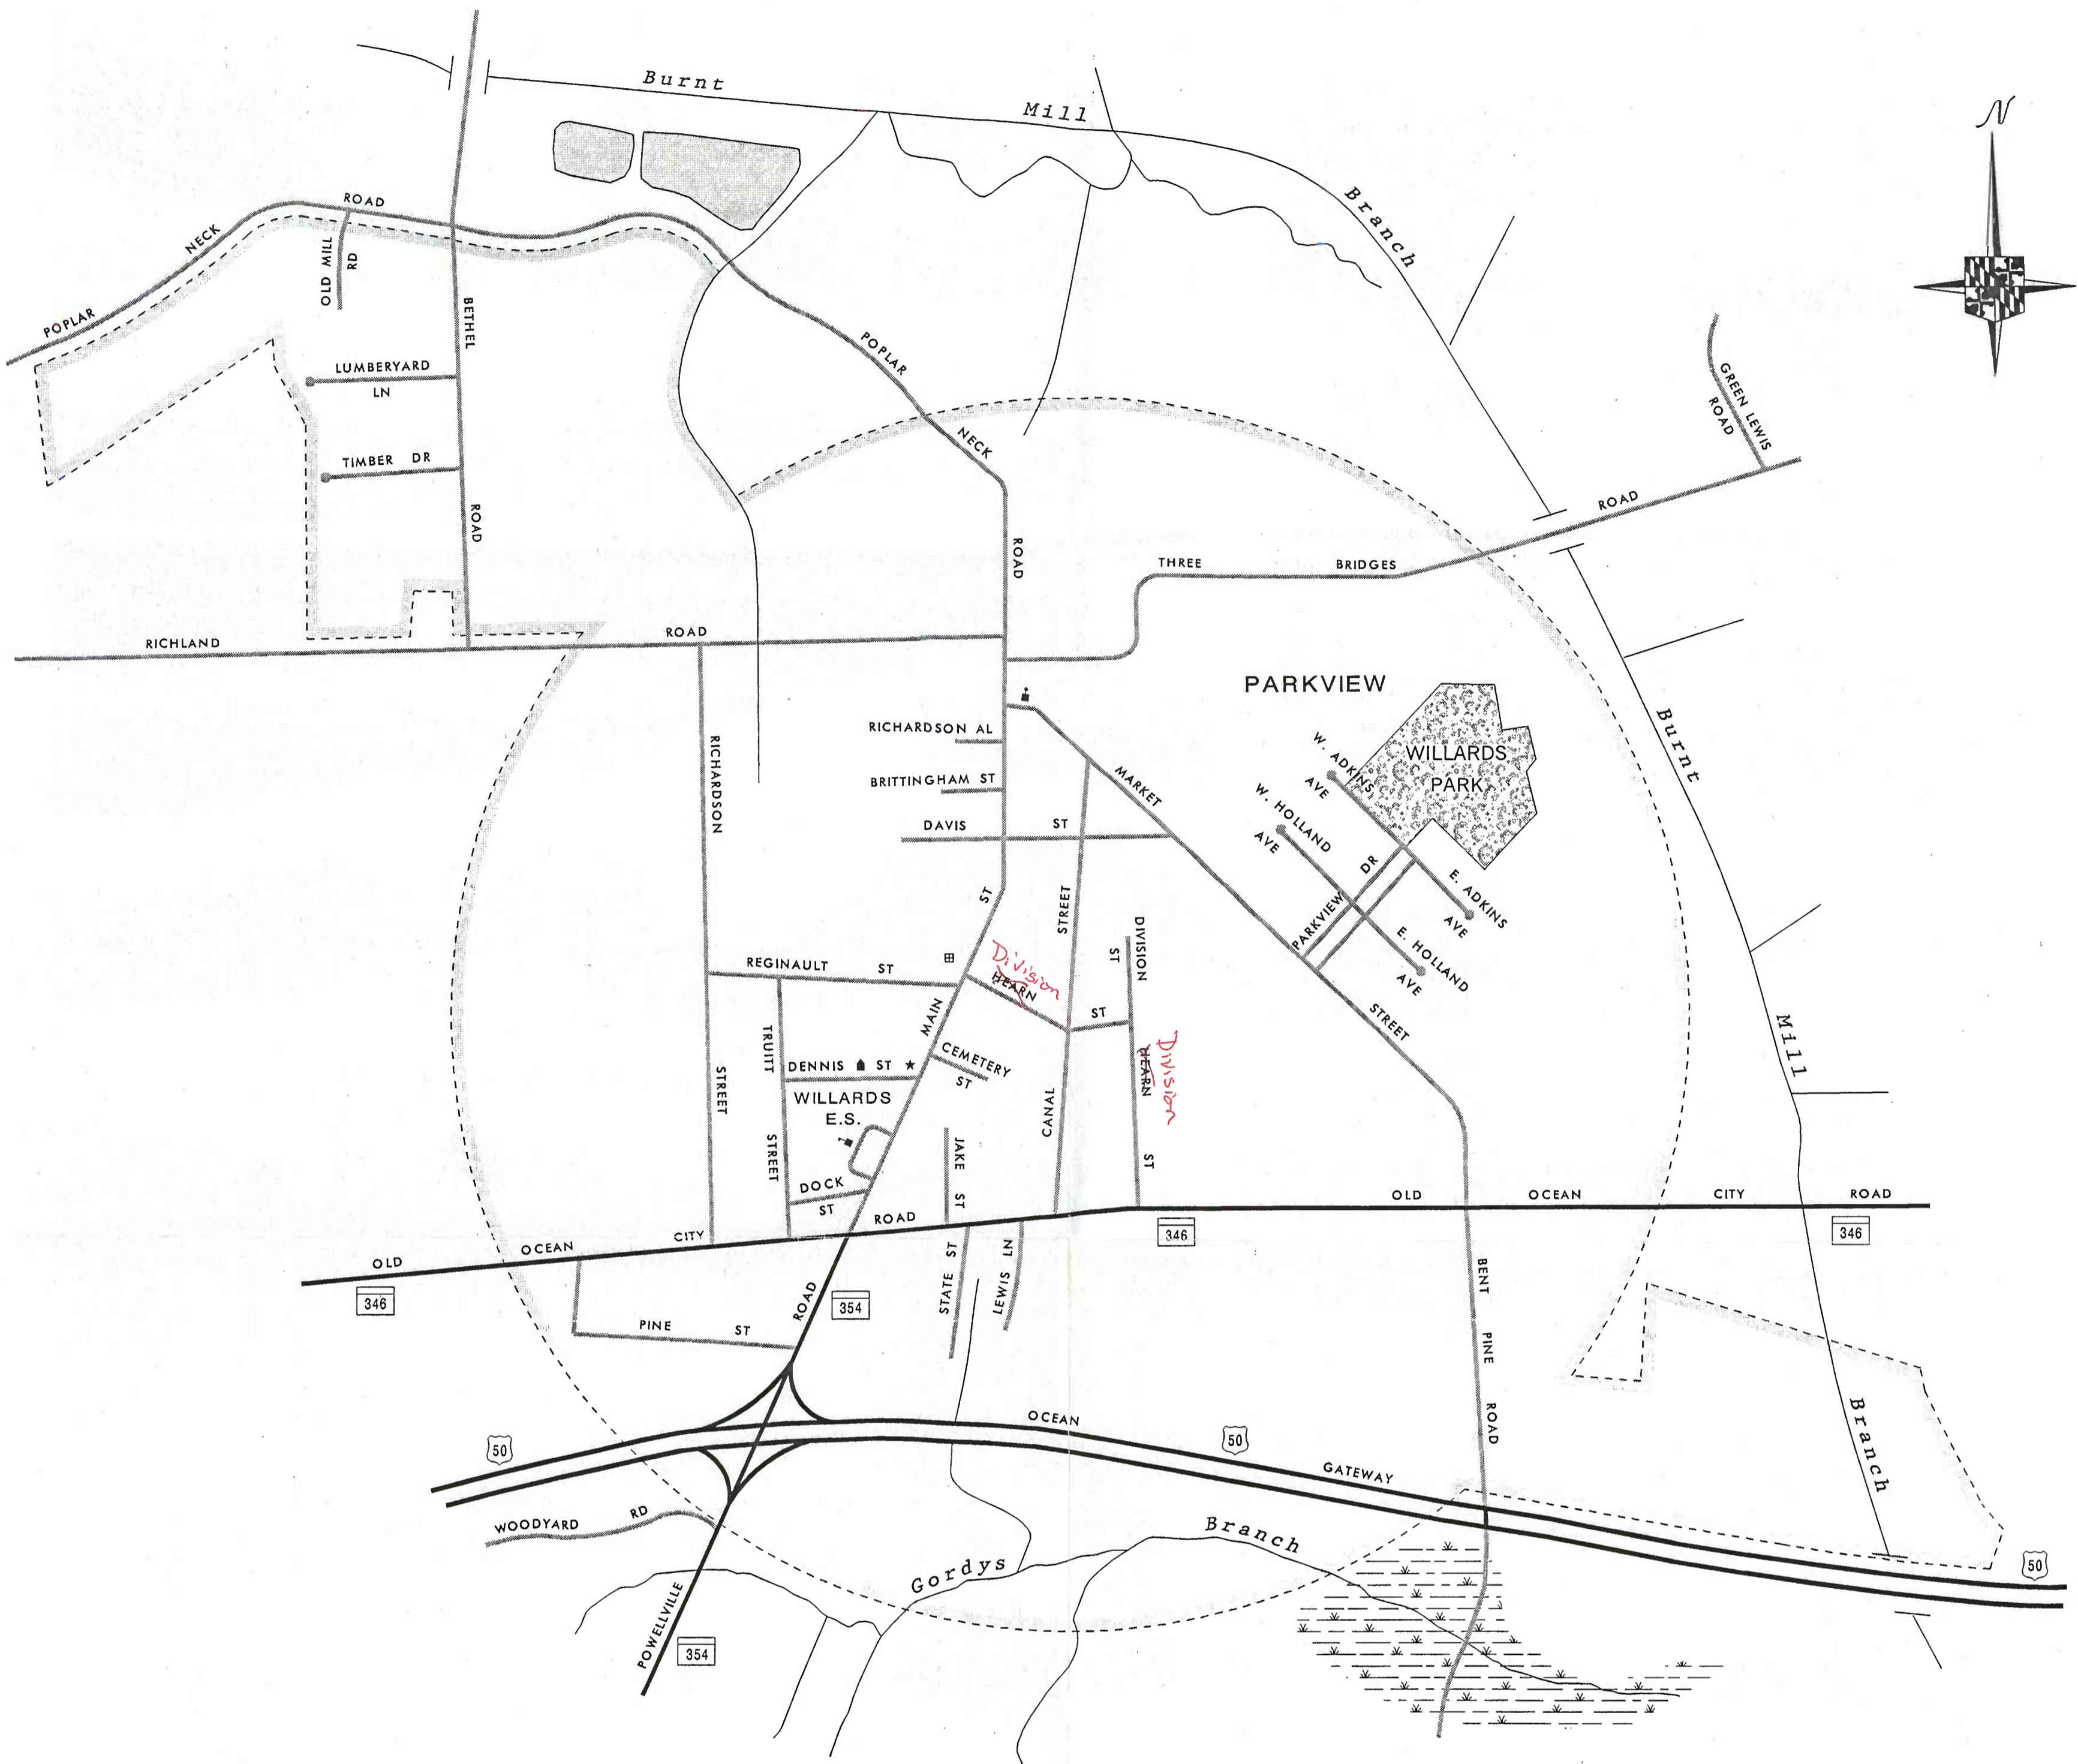 Burnt
Mill
N
Branch
ROAD
NECK
OLD MILL
RD
POPLAR
BETHEL
POPLAR
LUMBERYARD
LN
GREEN LEWIS
ROAD
NECK
TIMBER DR
ROAD
ROAD
ROAD
THREE
BRIDGES
RICHLAND
ROAD
PARKVIEW
Burnt
RICHARDSON AL
RICHARDSON
W. ADKINS
AVE
WILLARDS
PARK
BRITTINGHAM ST
MARKET
W. HOLLAND
AVE
DAVIS ST
DR
ST
STREET
E. ADKINS
AVE
PARKVIEW
DIVISION
ST
E. HOLLAND
AVE
REGINAULT ST
Division
HEARN
MAIN
ST
STREET
Mill
TRUITT
DENNIS ST
CEMETERY
ST
HEARN
Division
STREET
WILLARDS
E.S.
CANAL
STREET
JAKE ST
ST
DOCK
ST
OLD OCEAN CITY ROAD
ROAD
346
346
CITY
OCEAN
OLD
346
STATE ST
LEWIS LN
BENT PINE ROAD
ROAD
354
PINE ST
OCEAN
50
50
GATEWAY
Branch
WOODYARD RD
Branch
Gordys
50
POWELLVILLE
354